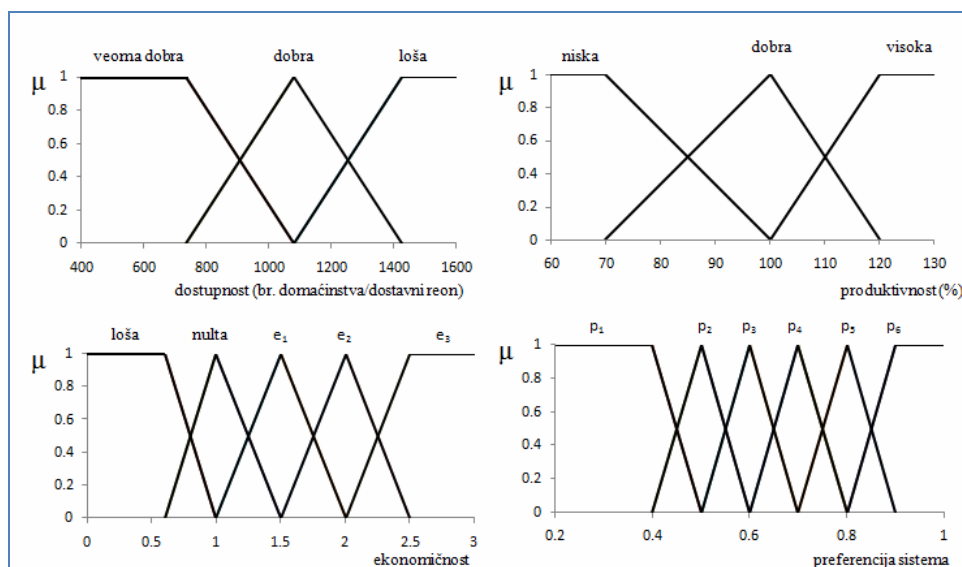 veoma dobra dobra loša
μ
1
0.8
0.6
0.4
0.2
0
400 600 800 1000 1200 1400 1600
dostupnost (br. domaćinstva/dostavni reon)
niska dobra visoka
μ
1
0.8
0.6
0.4
0.2
0
60 70 80 90 100 110 120 130
produktivnost (%)
loša nulta e₁ e₂ e₃
μ
1
0.8
0.6
0.4
0.2
0
0 0.5 1 1.5 2 2.5 3
ekonomičnost
p₁ p₂ p₃ p₄ p₅ p₆
μ
1
0.8
0.6
0.4
0.2
0
0.2 0.4 0.6 0.8 1
preferencija sistema